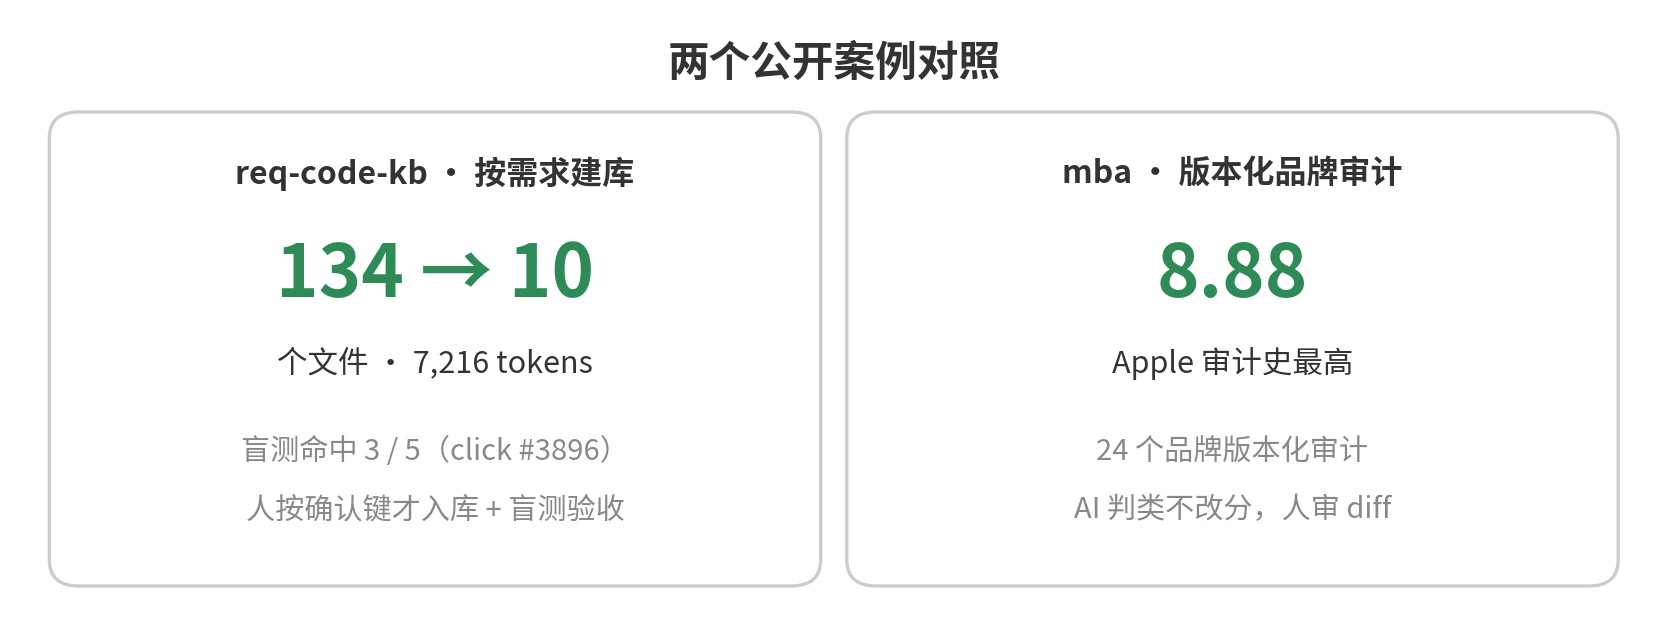 两个公开案例对照
req-code-kb · 按需求建库
134 → 10
个文件 · 7,216 tokens
盲测命中 3 / 5（click #3896）
人按确认键才入库 + 盲测验收
mba · 版本化品牌审计
8.88
Apple 审计史最高
24 个品牌版本化审计
AI 判类不改分，人审 diff